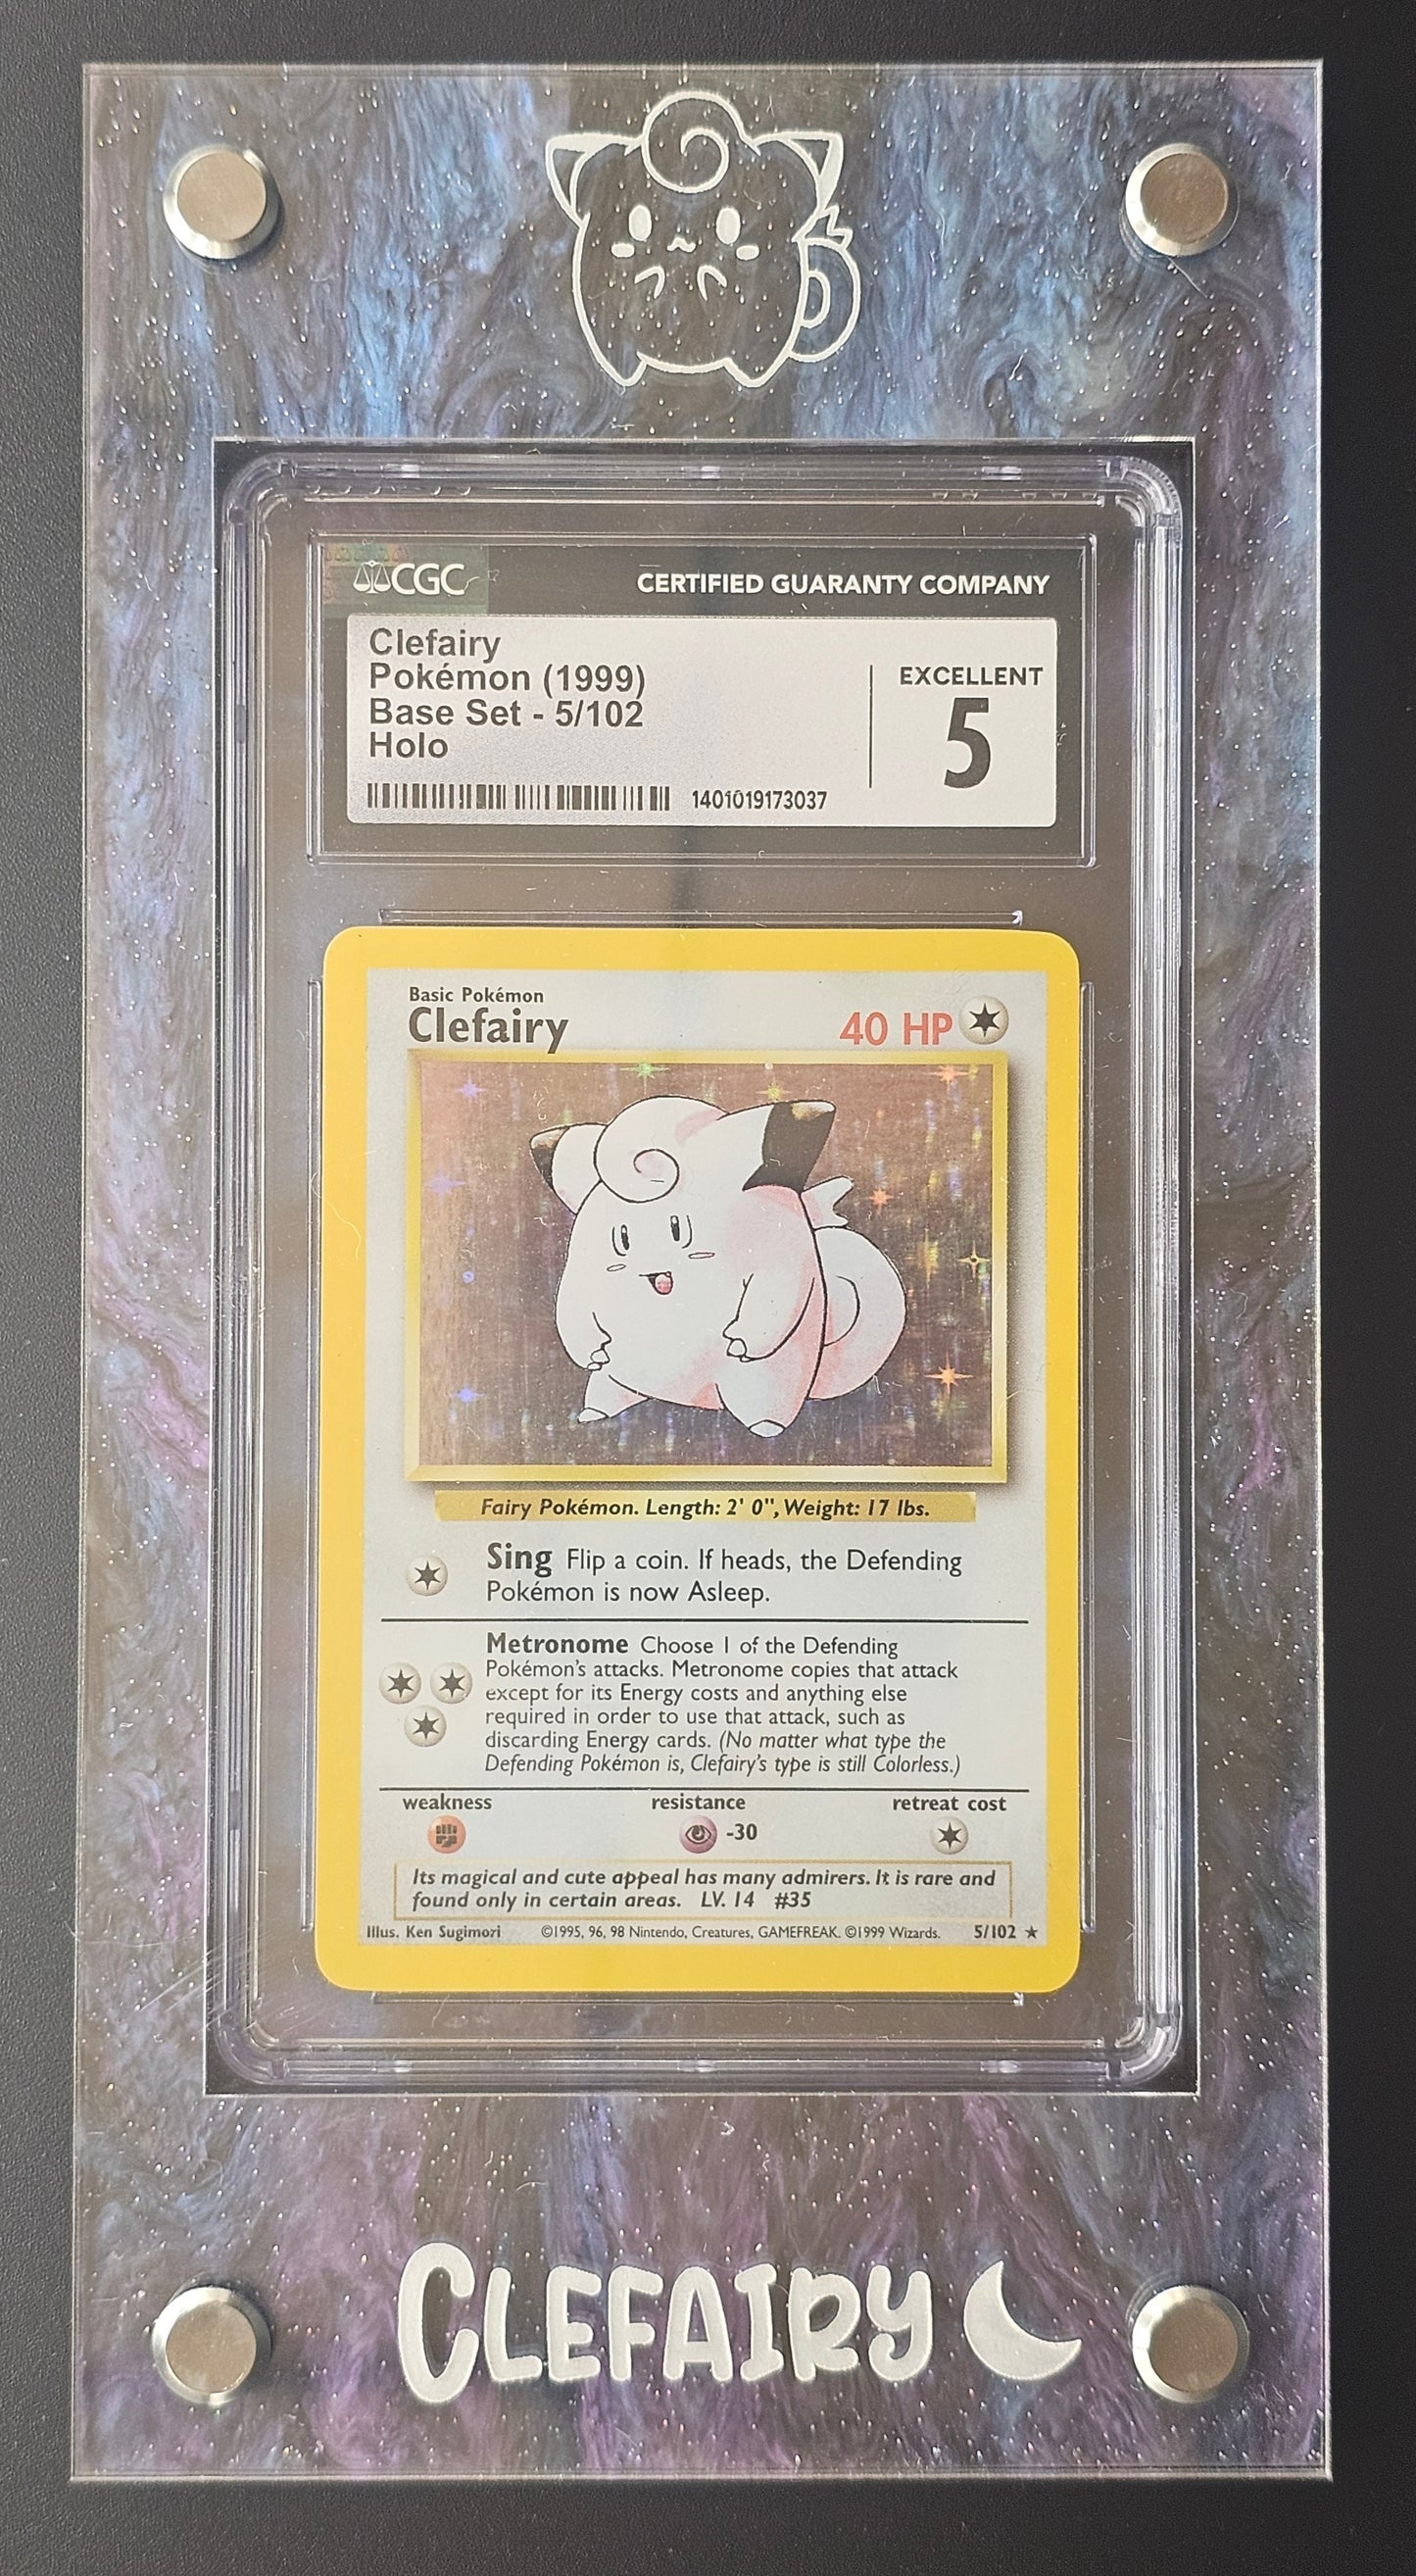 CGC
CERTIFIED GUARANTY COMPANY
Clefairy
Pokémon (1999)
Base Set - 5/102
Holo
1401019173037
EXCELLENT
5
Basic Pokémon
Clefairy
40 HP
Fairy Pokémon. Length: 2' 0", Weight: 17 lbs.
Sing Flip a coin. If heads, the Defending
Pokémon is now Asleep.
Metronome Choose 1 of the Defending
Pokémon's attacks. Metronome copies that attack
except for its Energy costs and anything else
required in order to use that attack, such as
discarding Energy cards. (No matter what type the
Defending Pokémon is, Clefairy's type is still Colorless.)
weakness
resistance
retreat cost
-30
Its magical and cute appeal has many admirers. It is rare and
found only in certain areas. LV. 14 #35
Illus. Ken Sugimori
©1995, 96, 98 Nintendo, Creatures, GAMEFREAK. ©1999 Wizards.
5/102 ★
CLEFAIRY